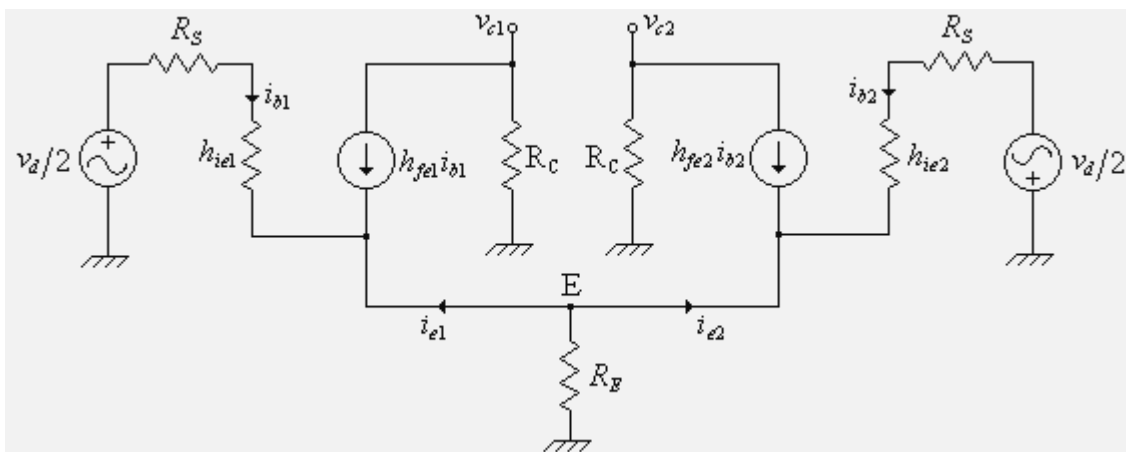 v_c1
v_c2
R_S
R_S
i_b1
i_b2
v_d/2
h_ie1
h_fe1 i_b1
R_C
R_C
h_fe2 i_b2
h_ie2
v_d/2
E
i_e1
i_e2
R_E